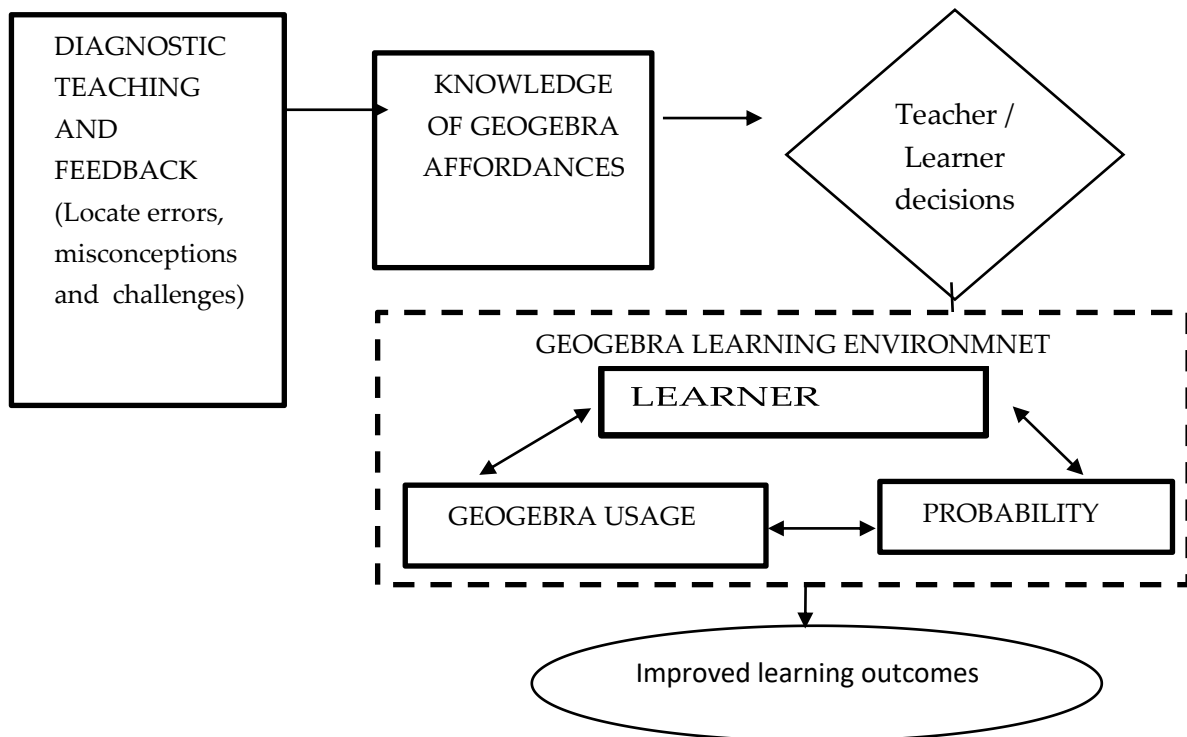 DIAGNOSTIC
TEACHING
AND
FEEDBACK
(Locate errors,
misconceptions
and challenges)
KNOWLEDGE
OF GEOGEBRA
AFFORDANCES
Teacher /
Learner
decisions
GEOGEBRA LEARNING ENVIRONMNET
LEARNER
GEOGEBRA USAGE
PROBABILITY
Improved learning outcomes